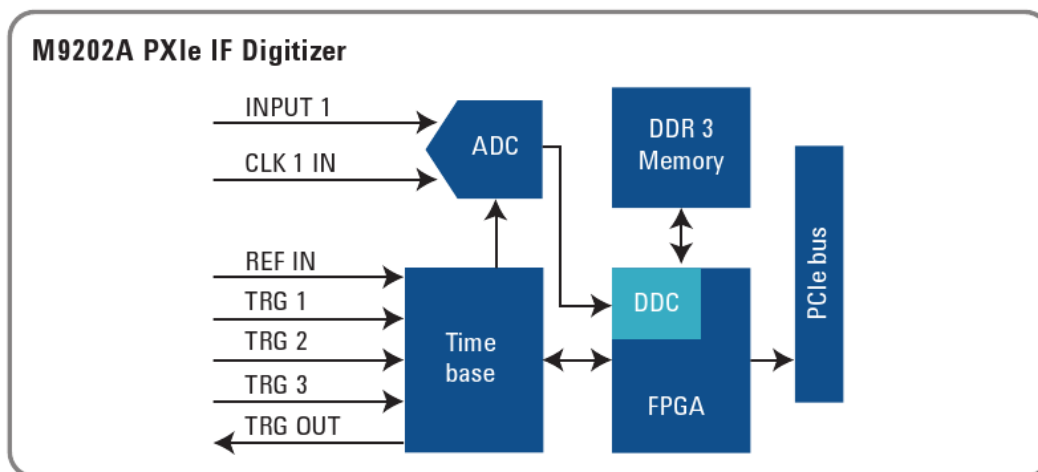 M9202A PXIe IF Digitizer
INPUT 1
CLK 1 IN
ADC
DDR 3
Memory
REF IN
TRG 1
TRG 2
TRG 3
TRG OUT
Time
base
DDC
FPGA
PCIe bus